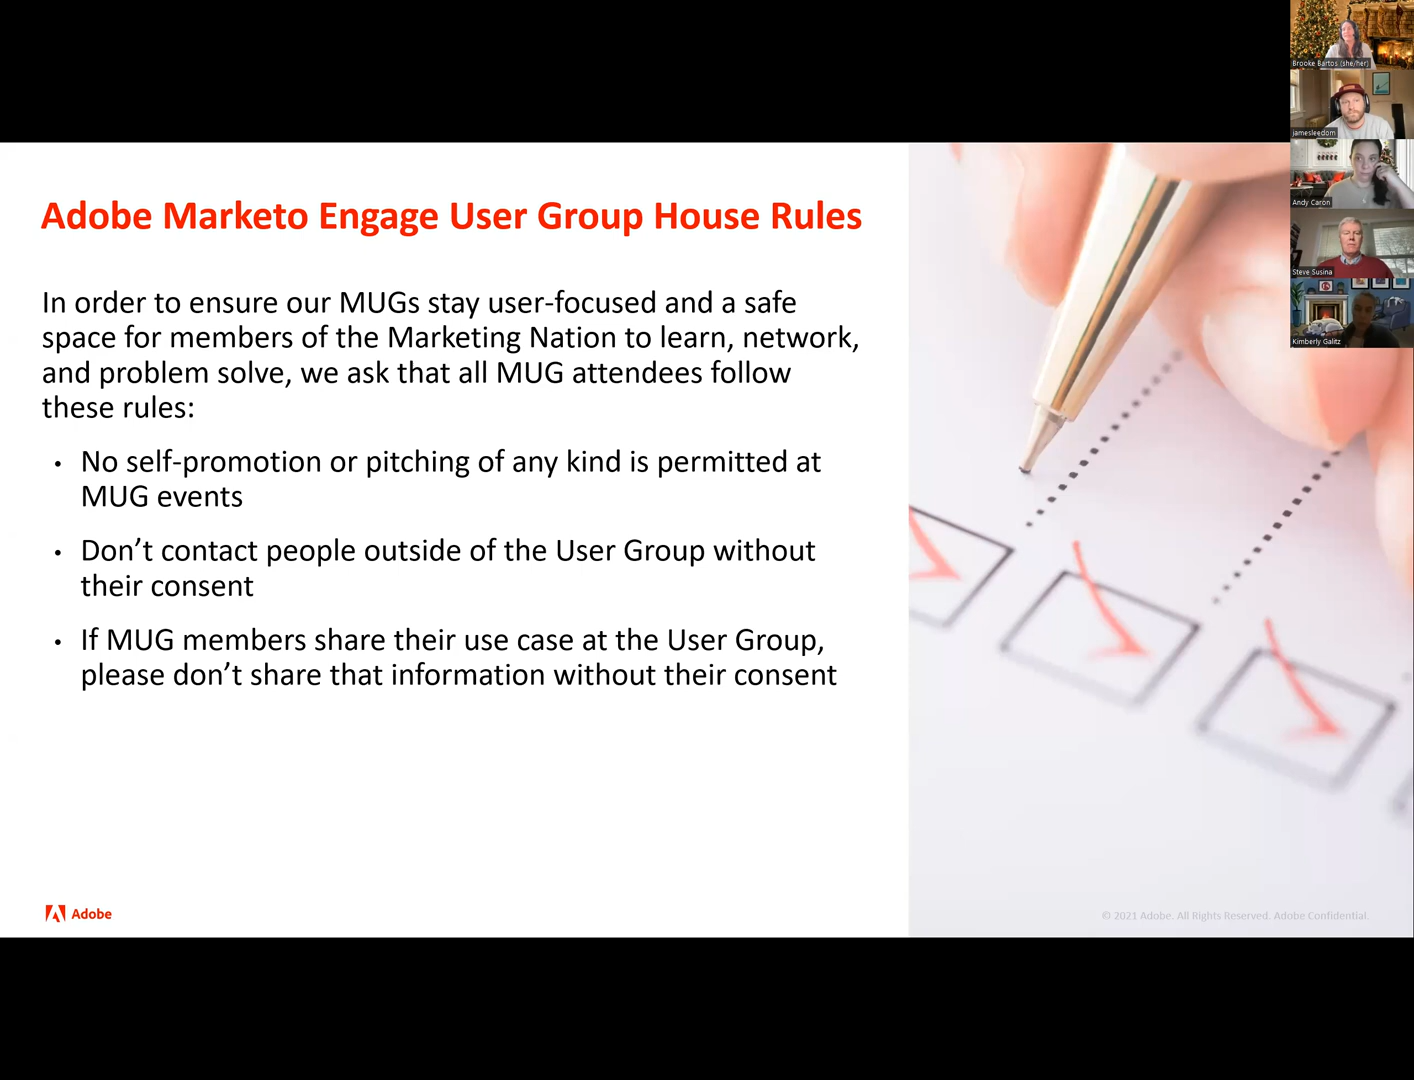 Adobe Marketo Engage User Group House Rules
In order to ensure our MUGs stay user-focused and a safe
space for members of the Marketing Nation to learn, network,
and problem solve, we ask that all MUG attendees follow
these rules:
• No self-promotion or pitching of any kind is permitted at
MUG events
• Don’t contact people outside of the User Group without
their consent
• If MUG members share their use case at the User Group,
please don’t share that information without their consent
Adobe
© 2021 Adobe. All Rights Reserved. Adobe Confidential.
Brooke Bartos (she/her)
jamesleedom
Andy Caron
Steve Susina
Kimberly Galitz